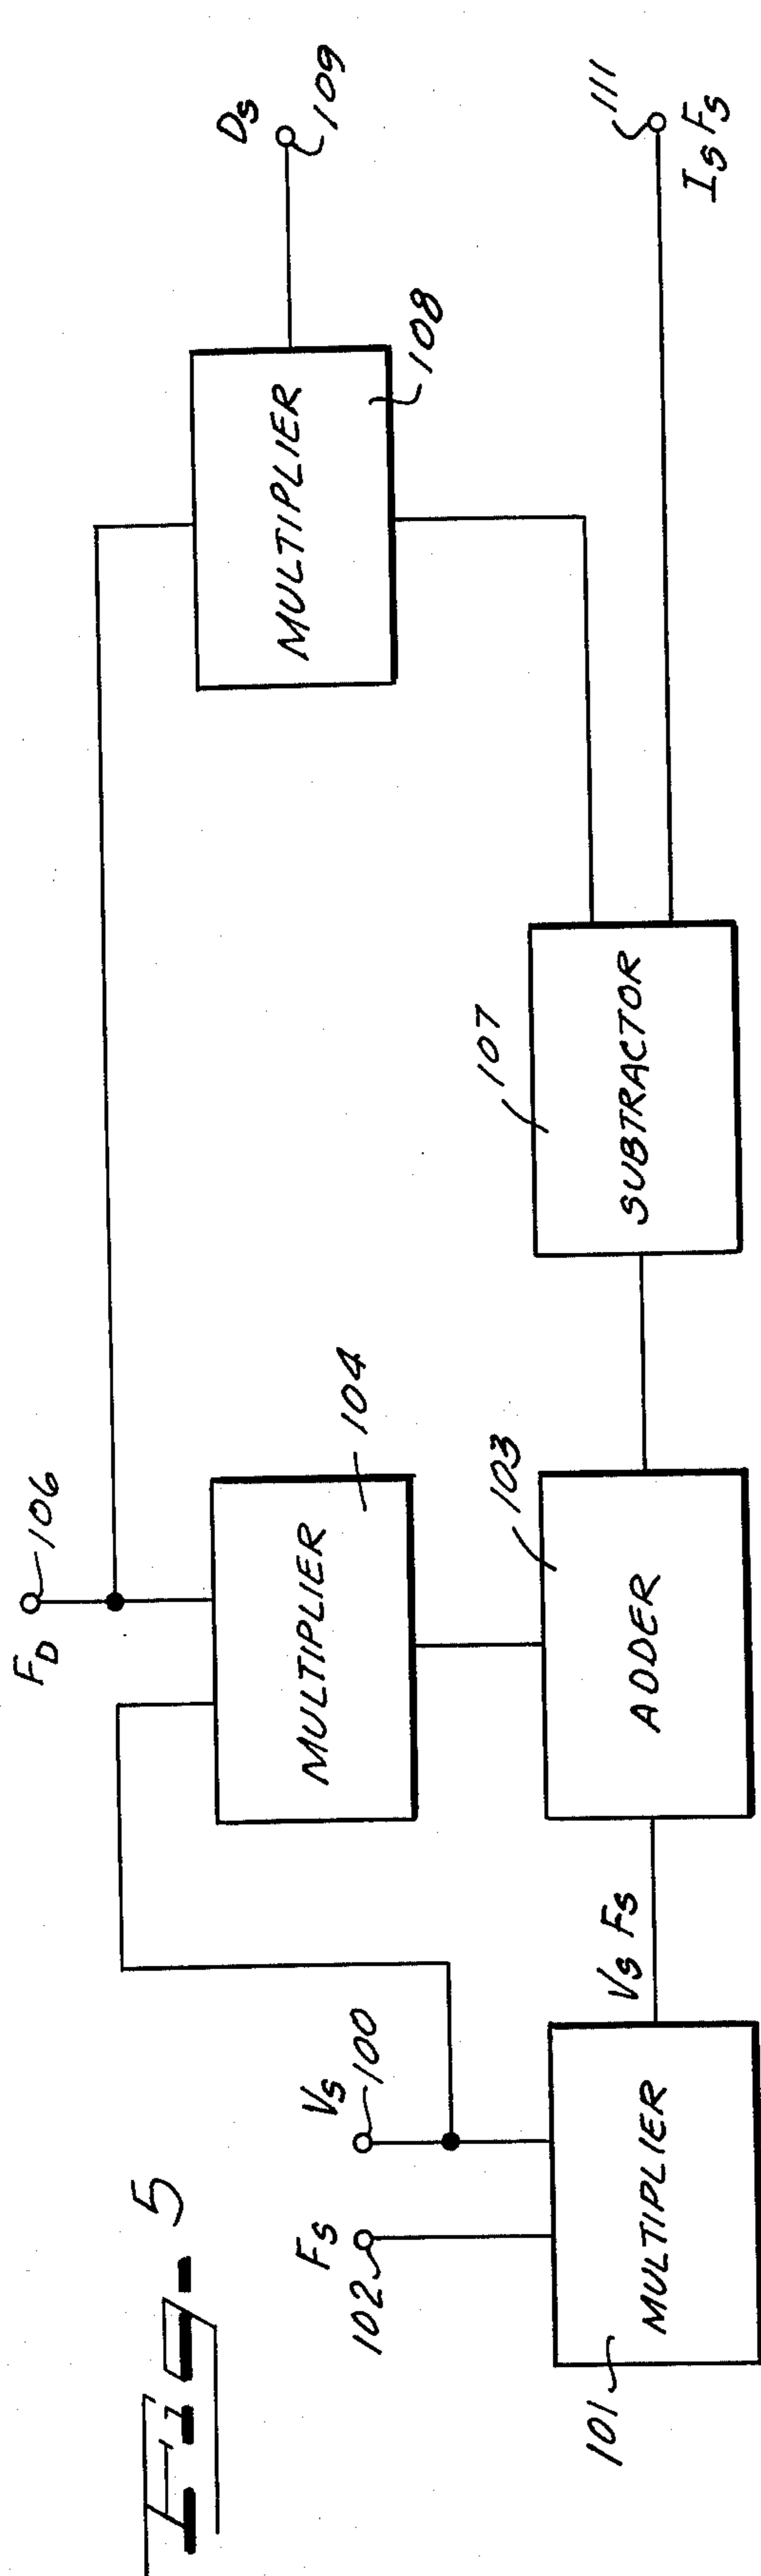 Fig-5
FD
106
DS
109
MULTIPLIER
104
MULTIPLIER
108
FS
102
VS
100
107
111
IS FS
101
MULTIPLIER
VS FS
ADDER
103
SUBTRACTOR